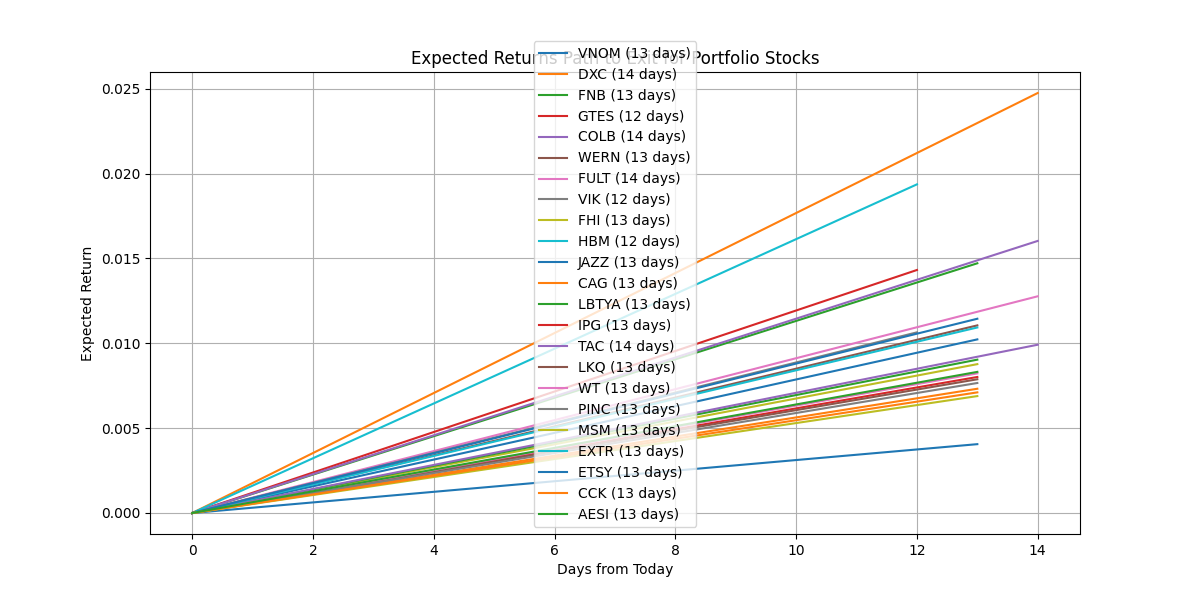 Expected Returns Path to Exit for Portfolio Stocks
VNOM (13 days)
DXC (14 days)
FNB (13 days)
GTES (12 days)
COLB (14 days)
WERN (13 days)
FULT (14 days)
VIK (12 days)
FHI (13 days)
HBM (12 days)
JAZZ (13 days)
CAG (13 days)
LBTYA (13 days)
IPG (13 days)
TAC (14 days)
LKQ (13 days)
WT (13 days)
PINC (13 days)
MSM (13 days)
EXTR (13 days)
ETSY (13 days)
CCK (13 days)
AESI (13 days)
Expected Return
0.025
0.020
0.015
0.010
0.005
0.000
0 2 4 6 8 10 12 14
Days from Today